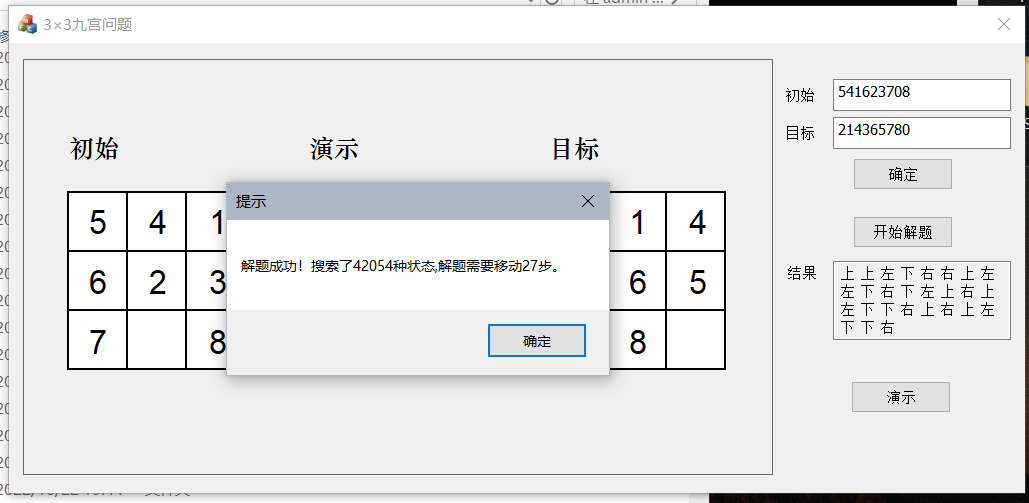 3×3九宫问题
初始
541623708
目标
214365780
确定
开始解题
结果
上 上 左 下 右 右 上 左
左 下 右 下 左 上 右 上
左 下 下 右 上 右 上 左
下 下 右
演示
初始
演示
目标
5 4 1
6 2 3
7 8
1 4
6 5
8
提示
解题成功！搜索了42054种状态,解题需要移动27步。
确定